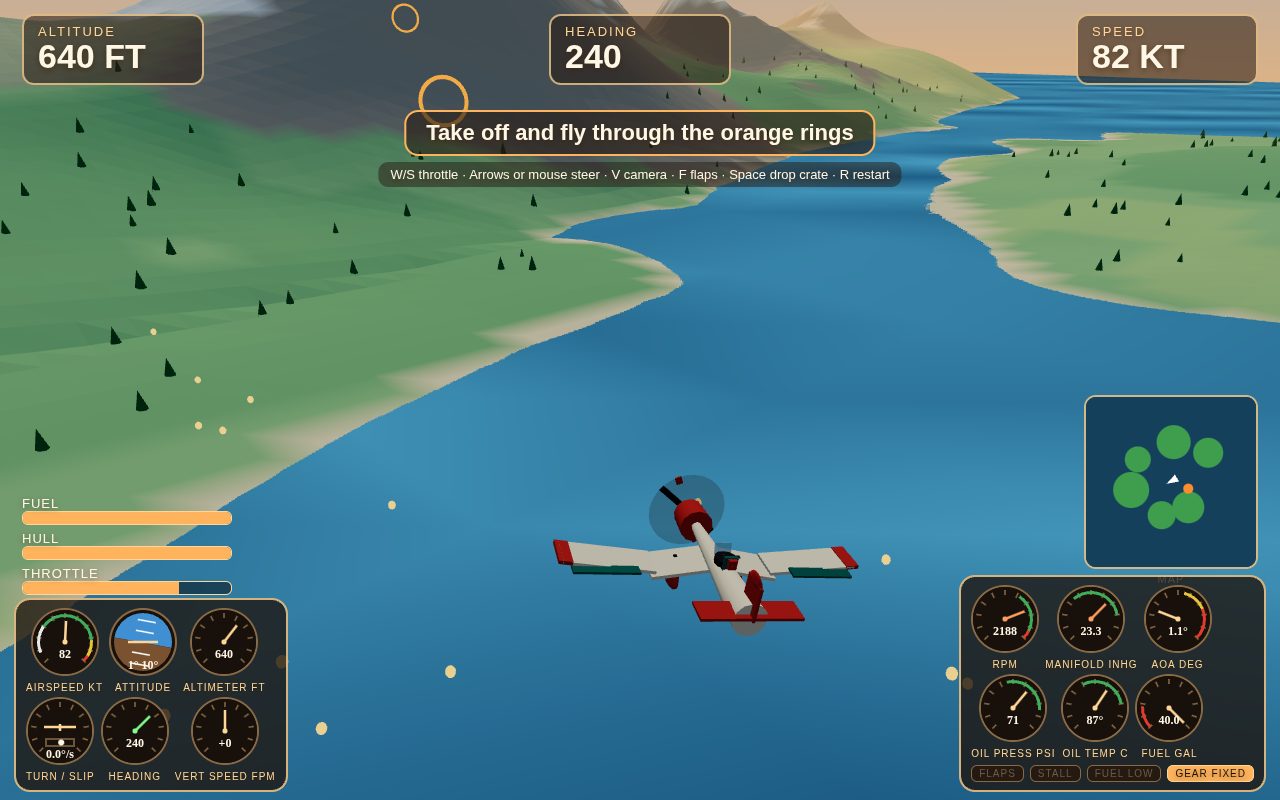 ALTITUDE
640 FT
HEADING
240
SPEED
82 KT
Take off and fly through the orange rings
W/S throttle · Arrows or mouse steer · V camera · F flaps · Space drop crate · R restart
FUEL
HULL
THROTTLE
82
1° 10°
640
AIRSPEED KT
ATTITUDE
ALTIMETER FT
0.0°/s
240
+0
TURN / SLIP
HEADING
VERT SPEED FPM
MAP
2188
23.3
1.1°
RPM
MANIFOLD INHG
AOA DEG
71
87°
40.0
OIL PRESS PSI
OIL TEMP C
FUEL GAL
FLAPS
STALL
FUEL LOW
GEAR FIXED